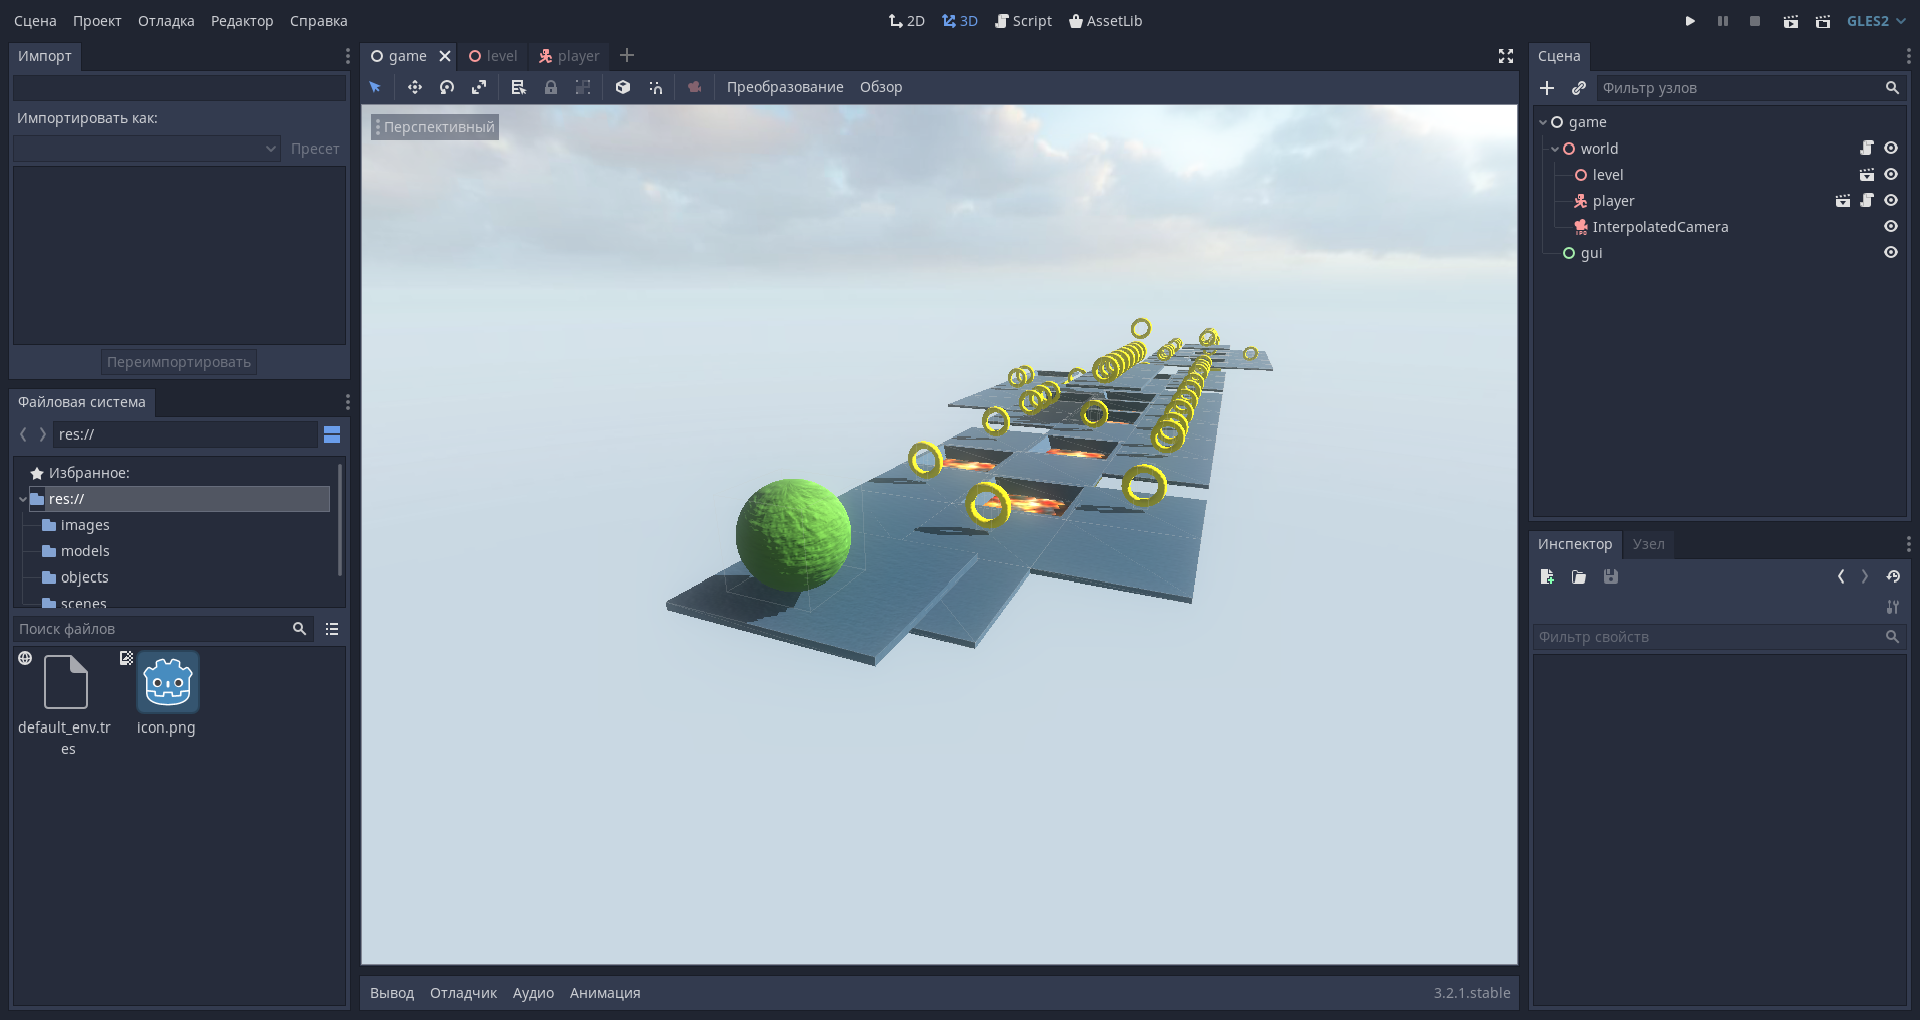 Сцена Проект Отладка Редактор Справка
2D 3D Script AssetLib
GLES2
Импорт
Импортировать как:
Пресет
Переимпортировать
Файловая система
res://
Избранное:
res://
images
models
objects
scenes
Поиск файлов
default_env.tr
es
icon.png
game level player
Преобразование Обзор
Перспективный
Вывод Отладчик Аудио Анимация
3.2.1.stable
Сцена
Фильтр узлов
game
world
level
player
InterpolatedCamera
gui
Инспектор Узел
Фильтр свойств